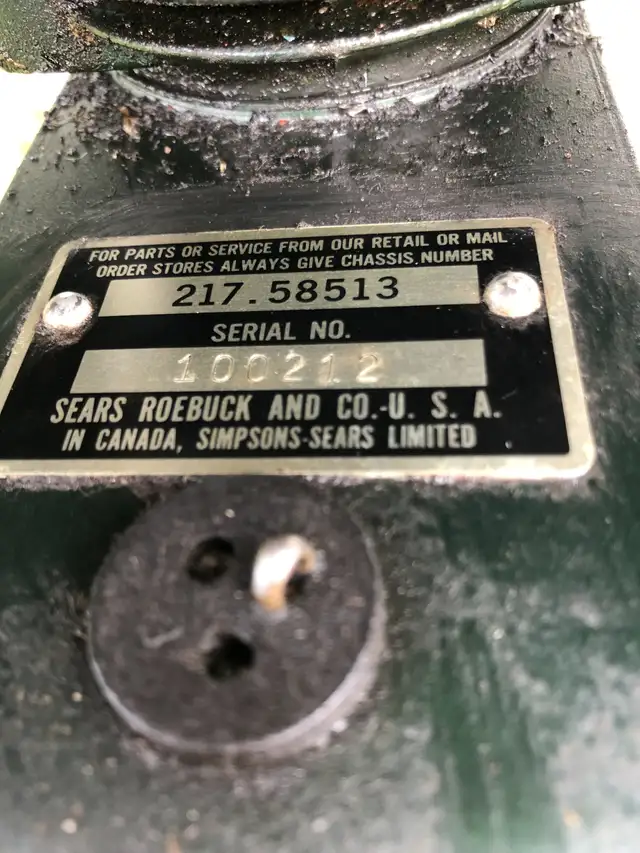 FOR PARTS OR SERVICE FROM OUR RETAIL OR MAIL
ORDER STORES ALWAYS GIVE CHASSIS NUMBER
217.58513
SERIAL NO.
100212
SEARS ROEBUCK AND CO.-U. S. A.
IN CANADA, SIMPSONS-SEARS LIMITED